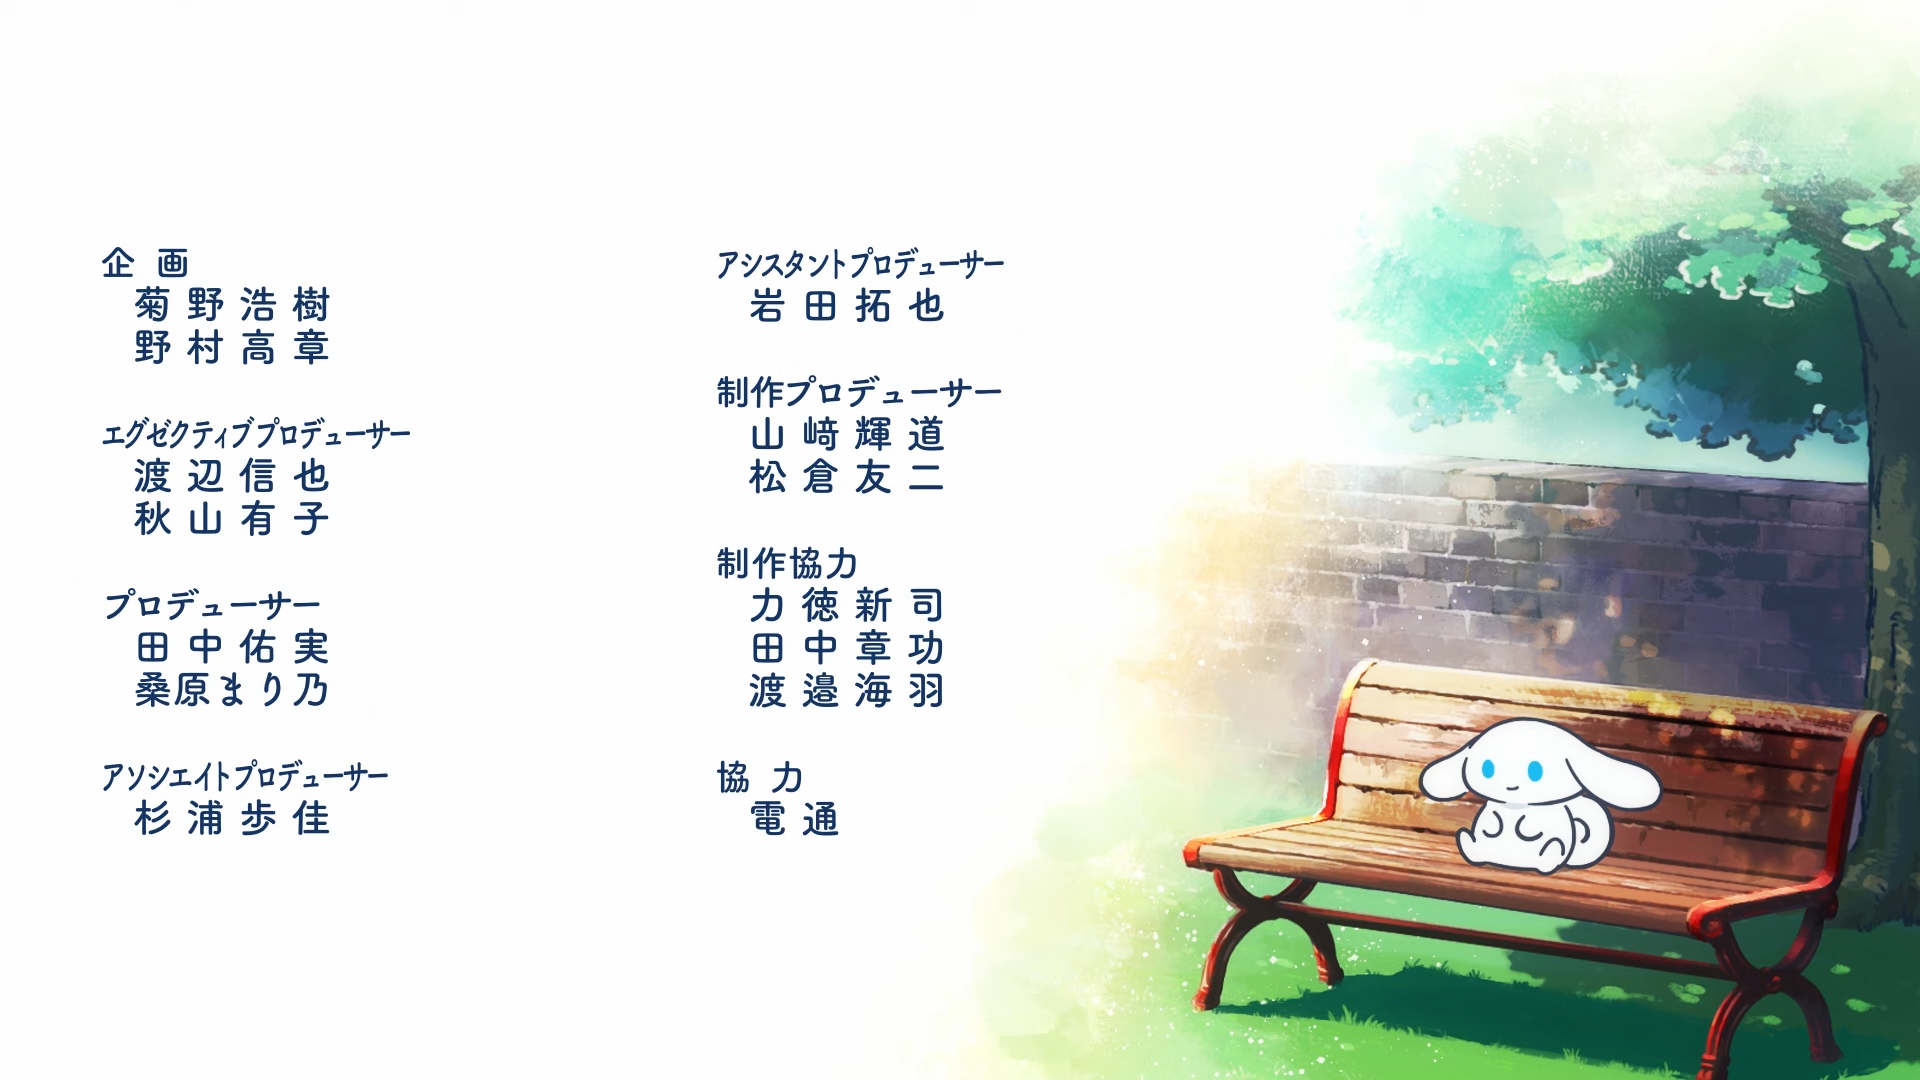 企画
菊野浩樹
野村高章
エグゼクティブプロデューサー
渡辺信也
秋山有子
プロデューサー
田中佑実
桑原まり乃
アソシエイトプロデューサー
杉浦歩佳
アシスタントプロデューサー
岩田拓也
制作プロデューサー
山﨑輝道
松倉友二
制作協力
力徳新司
田中章功
渡邉海羽
協力
電通